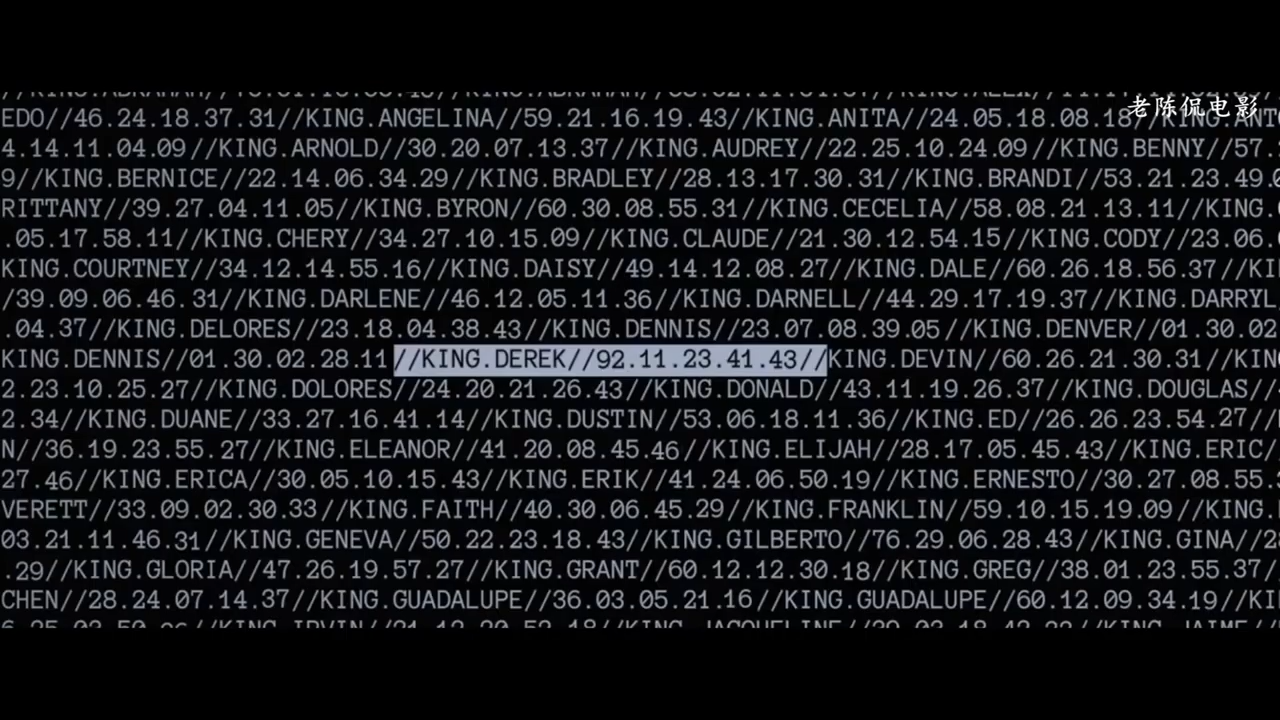 老陈侃电影
EDO//46.24.18.37.31//KING.ANGELINA//59.21.16.19.43//KING.ANITA//24.05.18.08.18//KING.ANT
4.14.11.04.09//KING.ARNOLD//30.20.07.13.37//KING.AUDREY//22.25.10.24.09//KING.BENNY//57.
9//KING.BERNICE//22.14.06.34.29//KING.BRADLEY//28.13.17.30.31//KING.BRANDI//53.21.23.49.0
RITTANY//39.27.04.11.05//KING.BYRON//60.30.08.55.31//KING.CECELIA//58.08.21.13.11//KING.
.05.17.58.11//KING.CHERY//34.27.10.15.09//KING.CLAUDE//21.30.12.54.15//KING.CODY//23.06.
KING.COURTNEY//34.12.14.55.16//KING.DAISY//49.14.12.08.27//KING.DALE//60.26.18.56.37//KI
/39.09.06.46.31//KING.DARLENE//46.12.05.11.36//KING.DARNELL//44.29.17.19.37//KING.DARRYL
.04.37//KING.DELORES//23.18.04.38.43//KING.DENNIS//23.07.08.39.05//KING.DENVER//01.30.02
KING.DENNIS//01.30.02.28.11//KING.DEREK//92.11.23.41.43//KING.DEVIN//60.26.21.30.31//KING
2.23.10.25.27//KING.DOLORES//24.20.21.26.43//KING.DONALD//43.11.19.26.37//KING.DOUGLAS//
2.34//KING.DUANE//33.27.16.41.14//KING.DUSTIN//53.06.18.11.36//KING.ED//26.26.23.54.27//
N//36.19.23.55.27//KING.ELEANOR//41.20.08.45.46//KING.ELIJAH//28.17.05.45.43//KING.ERIC/
27.46//KING.ERICA//30.05.10.15.43//KING.ERIK//41.24.06.50.19//KING.ERNESTO//30.27.08.55.
VERETT//33.09.02.30.33//KING.FAITH//40.30.06.45.29//KING.FRANKLIN//59.10.15.19.09//KING.
03.21.11.46.31//KING.GENEVA//50.22.23.18.43//KING.GILBERTO//76.29.06.28.43//KING.GINA//2
.29//KING.GLORIA//47.26.19.57.27//KING.GRANT//60.12.12.30.18//KING.GREG//38.01.23.55.37/
CHEN//28.24.07.14.37//KING.GUADALUPE//36.03.05.21.16//KING.GUADALUPE//60.12.09.34.19//KI